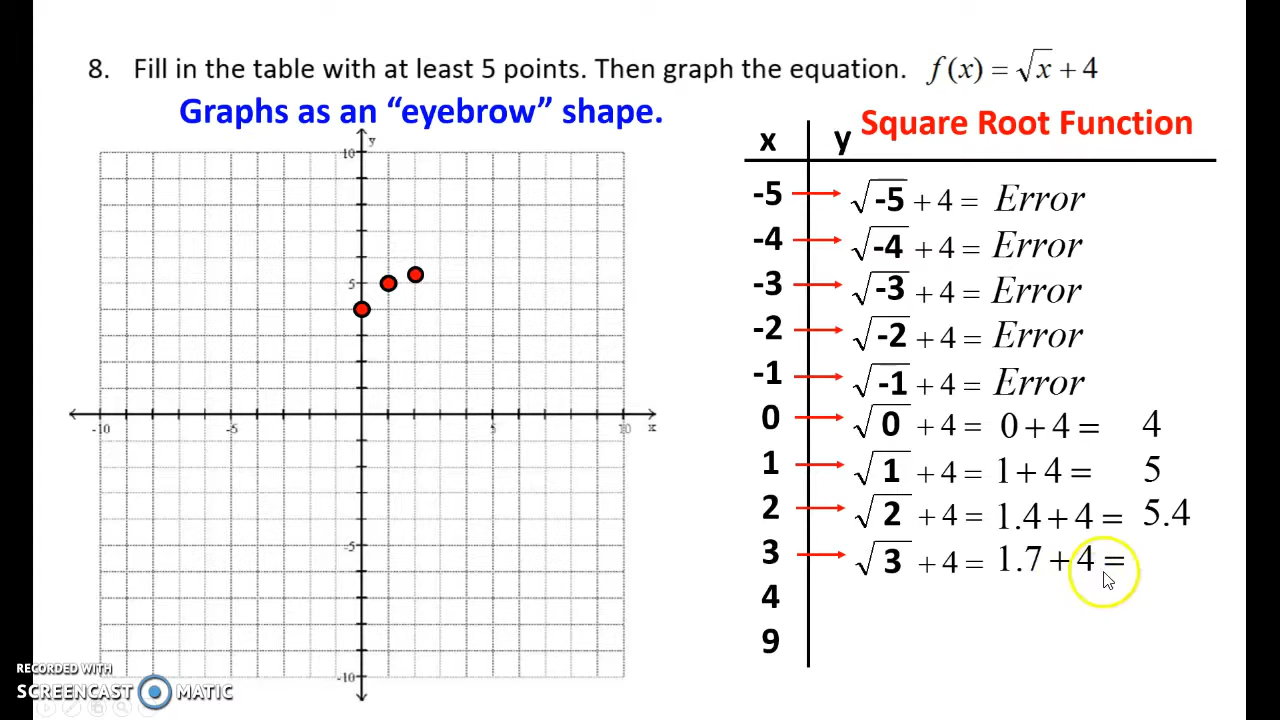 8. Fill in the table with at least 5 points. Then graph the equation. f(x) = √x + 4
Graphs as an “eyebrow” shape.
Square Root Function
x y
-5 √-5 + 4 = Error
-4 √-4 + 4 = Error
-3 √-3 + 4 = Error
-2 √-2 + 4 = Error
-1 √-1 + 4 = Error
0 √0 + 4 = 0 + 4 = 4
1 √1 + 4 = 1 + 4 = 5
2 √2 + 4 = 1.4 + 4 = 5.4
3 √3 + 4 = 1.7 + 4 =
4
9
y
10
5
-10 -5 5 10 x
-5
-10
RECORDED WITH
SCREENCAST MATIC